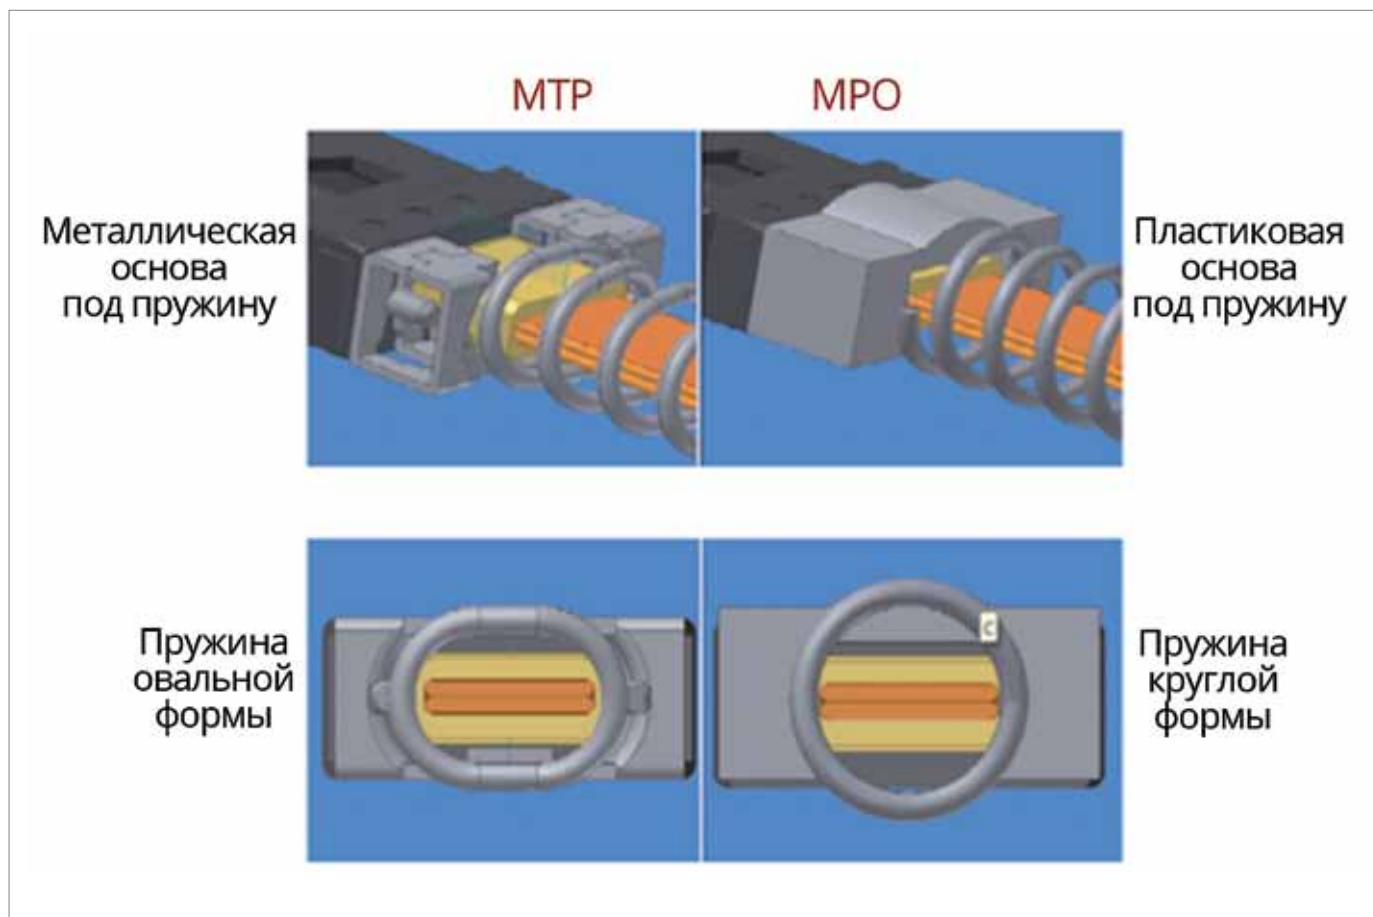 MTP
MPO
Металлическая
основа
под пружину
Пластиковая
основа
под пружину
Пружина
овальной
формы
C
Пружина
круглой
формы